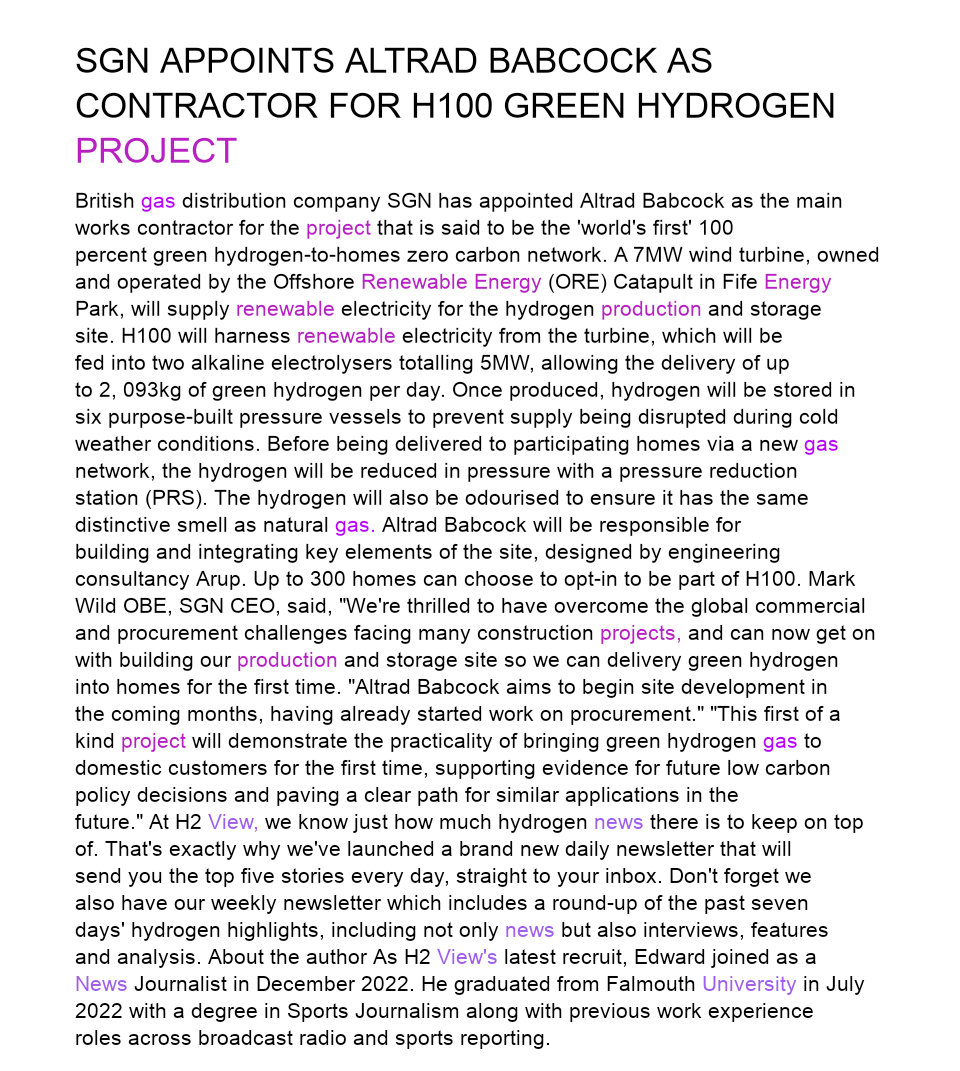 SGN APPOINTS ALTRAD BABCOCK AS
CONTRACTOR FOR H100 GREEN HYDROGEN
PROJECT
British gas distribution company SGN has appointed Altrad Babcock as the main
works contractor for the project that is said to be the 'world's first' 100
percent green hydrogen-to-homes zero carbon network. A 7MW wind turbine, owned
and operated by the Offshore Renewable Energy (ORE) Catapult in Fife Energy
Park, will supply renewable electricity for the hydrogen production and storage
site. H100 will harness renewable electricity from the turbine, which will be
fed into two alkaline electrolysers totalling 5MW, allowing the delivery of up
to 2, 093kg of green hydrogen per day. Once produced, hydrogen will be stored in
six purpose-built pressure vessels to prevent supply being disrupted during cold
weather conditions. Before being delivered to participating homes via a new gas
network, the hydrogen will be reduced in pressure with a pressure reduction
station (PRS). The hydrogen will also be odourised to ensure it has the same
distinctive smell as natural gas. Altrad Babcock will be responsible for
building and integrating key elements of the site, designed by engineering
consultancy Arup. Up to 300 homes can choose to opt-in to be part of H100. Mark
Wild OBE, SGN CEO, said, "We're thrilled to have overcome the global commercial
and procurement challenges facing many construction projects, and can now get on
with building our production and storage site so we can delivery green hydrogen
into homes for the first time. "Altrad Babcock aims to begin site development in
the coming months, having already started work on procurement." "This first of a
kind project will demonstrate the practicality of bringing green hydrogen gas to
domestic customers for the first time, supporting evidence for future low carbon
policy decisions and paving a clear path for similar applications in the
future." At H2 View, we know just how much hydrogen news there is to keep on top
of. That's exactly why we've launched a brand new daily newsletter that will
send you the top five stories every day, straight to your inbox. Don't forget we
also have our weekly newsletter which includes a round-up of the past seven
days' hydrogen highlights, including not only news but also interviews, features
and analysis. About the author As H2 View's latest recruit, Edward joined as a
News Journalist in December 2022. He graduated from Falmouth University in July
2022 with a degree in Sports Journalism along with previous work experience
roles across broadcast radio and sports reporting.